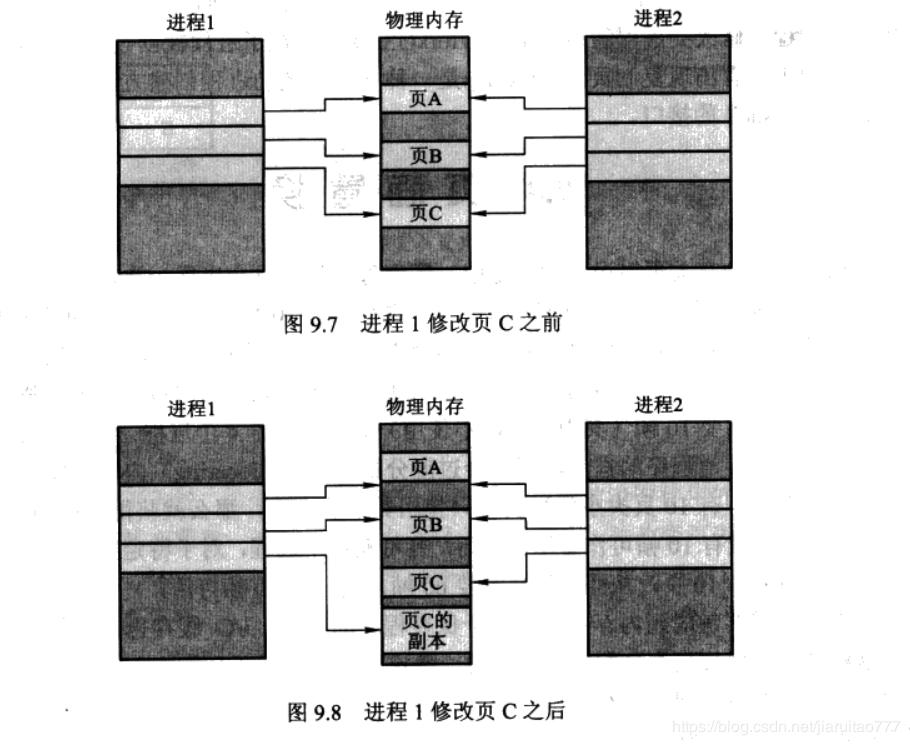 进程1 物理内存 进程2
页A
页B
页C
图 9.7 进程 1 修改页 C 之前
进程1 物理内存 进程2
页A
页B
页C
页C的
副本
图 9.8 进程 1 修改页 C 之后
https://blog.csdn.net/jiaruitao777